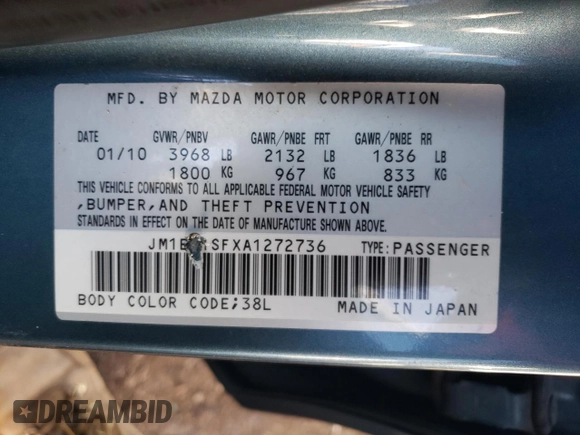 MFD. BY MAZDA MOTOR CORPORATION
DATE GVWR/PNBV GAWR/PNBE FRT GAWR/PNBE RR
01/10 3968 LB 2132 LB 1836 LB
1800 KG 967 KG 833 KG
THIS VEHICLE CONFORMS TO ALL APPLICABLE FEDERAL MOTOR VEHICLE SAFETY
,BUMPER,AND THEFT PREVENTION
STANDARDS IN EFFECT ON THE DATE OF MANUFACTURE SHOWN ABOVE.
TYPE:PASSENGER
BODY COLOR CODE;38L MADE IN JAPAN
DREAMBID